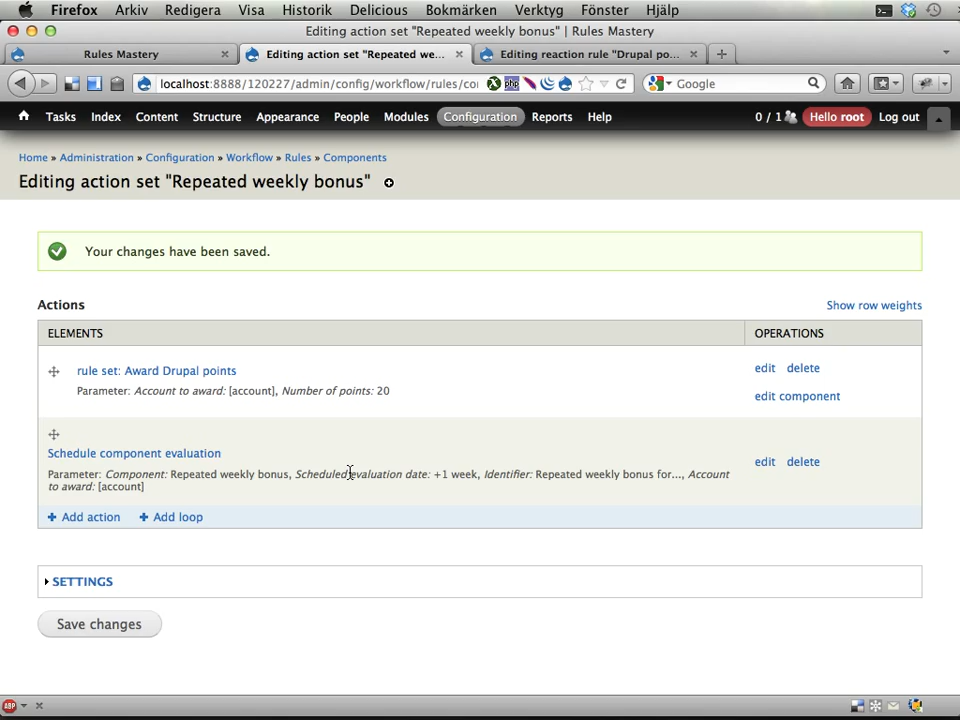 Firefox Arkiv Redigera Visa Historik Delicious Bokmärken Verktyg Fönster Hjälp
Editing action set "Repeated weekly bonus" | Rules Mastery
Rules Mastery
Editing action set "Repeated we...
Editing reaction rule "Drupal po...
localhost:8888/120227/admin/config/workflow/rules/co
php
Google
Tasks Index Content Structure Appearance People Modules Configuration Reports Help 0 / 1 Hello root Log out
Home » Administration » Configuration » Workflow » Rules » Components
Editing action set "Repeated weekly bonus"
Your changes have been saved.
Actions
Show row weights
ELEMENTS OPERATIONS
rule set: Award Drupal points
edit delete
Parameter: Account to award: [account], Number of points: 20
edit component
Schedule component evaluation
edit delete
Parameter: Component: Repeated weekly bonus, Scheduled evaluation date: +1 week, Identifier: Repeated weekly bonus for..., Account
to award: [account]
Add action Add loop
SETTINGS
Save changes
ABP